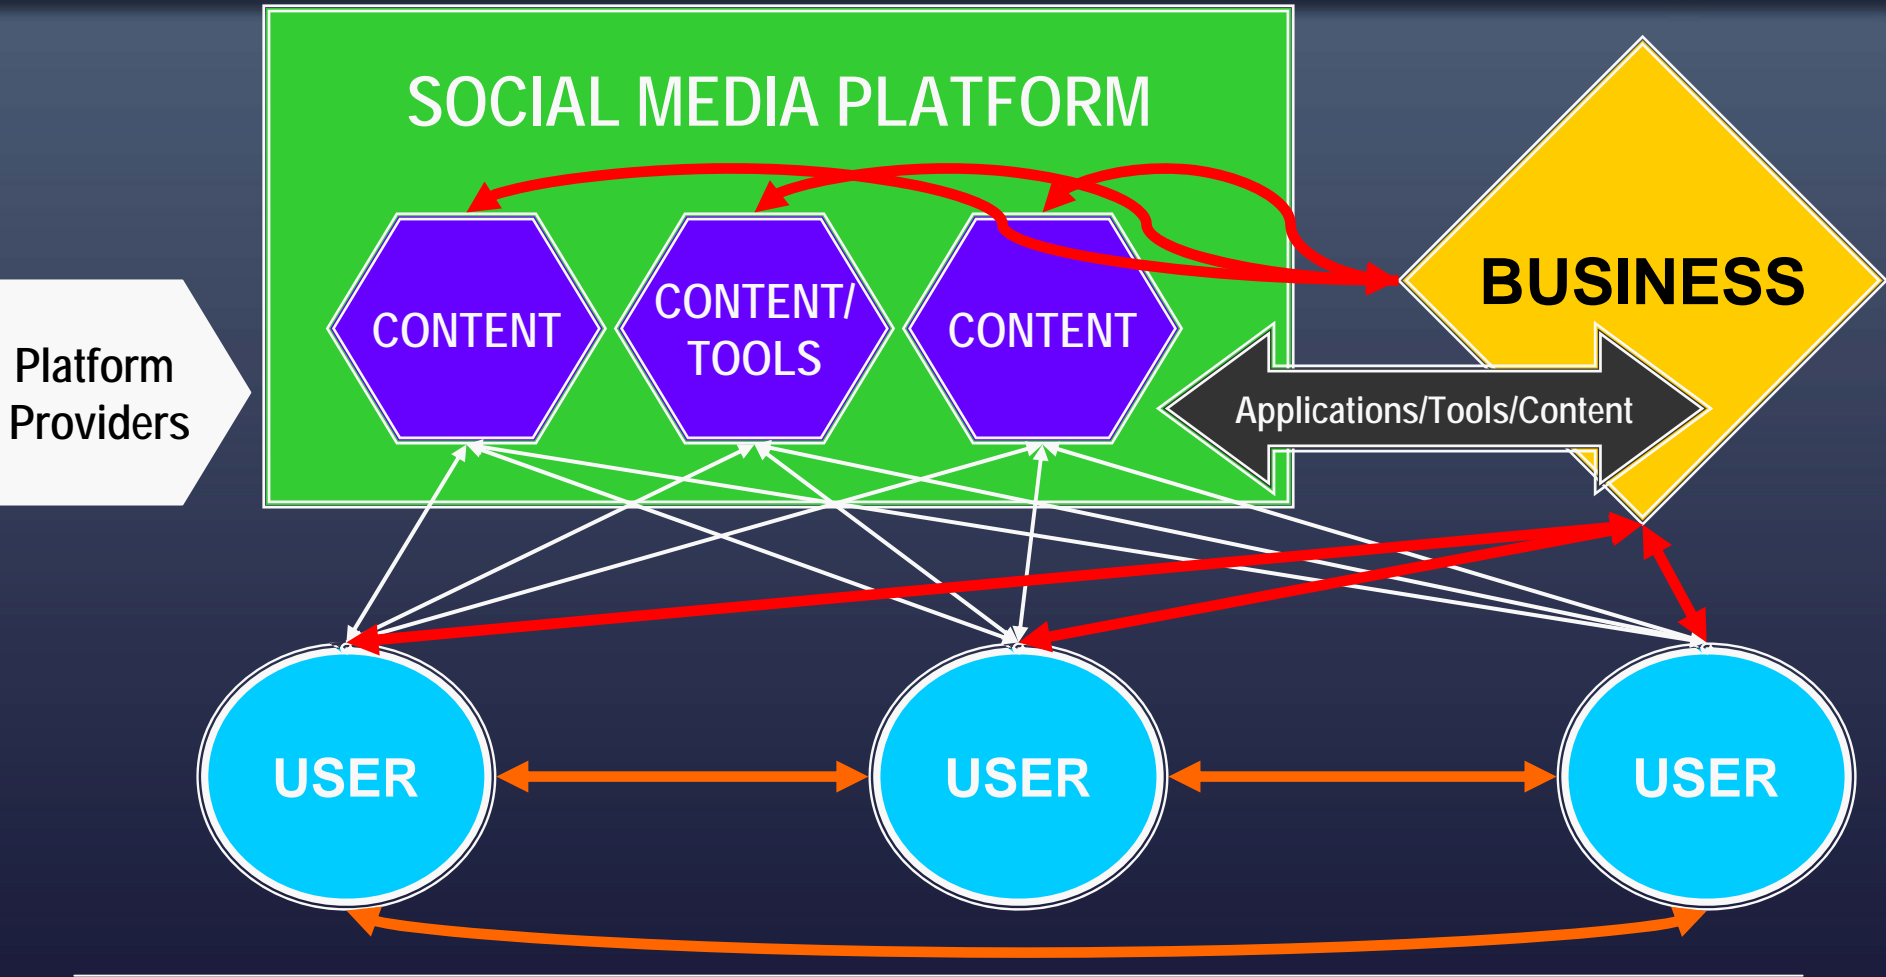 SOCIAL MEDIA PLATFORM
BUSINESS
CONTENT
CONTENT/
TOOLS
CONTENT
Platform
Providers
Applications/Tools/Content
USER
USER
USER